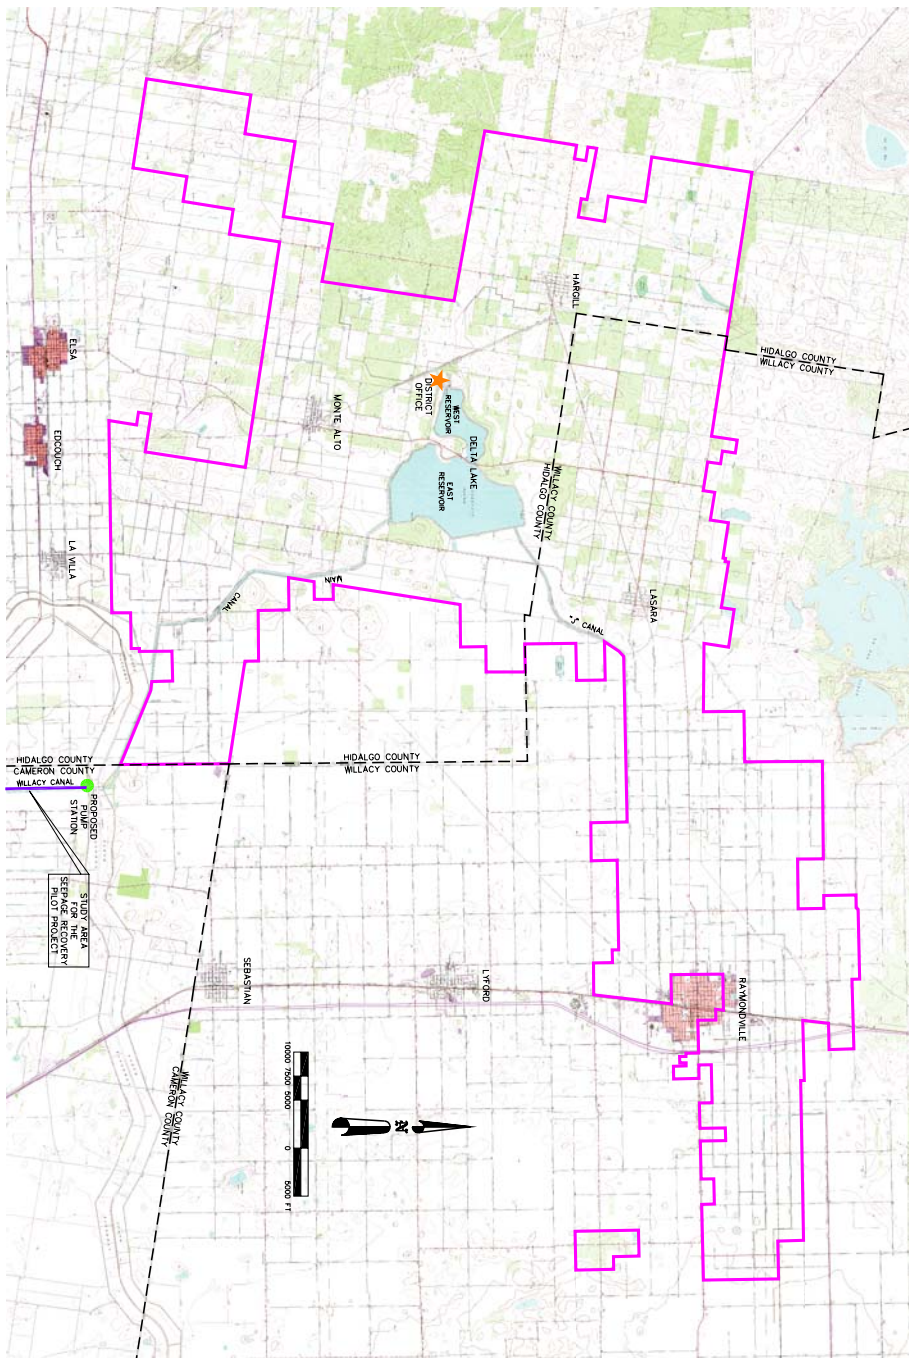 HARGILL
HIDALGO COUNTY
WILLACY COUNTY
ELSA
EDCOUCH
MONTE ALTO
DISTRICT
OFFICE
WEST
RESERVOIR
DELTA LAKE
EAST
RESERVOIR
WILLACY COUNTY
HIDALGO COUNTY
LA VILLA
MAIN
CANAL
LASARA
CANAL
HIDALGO COUNTY
CAMERON COUNTY
WILLACY CANAL
HIDALGO COUNTY
WILLACY COUNTY
PROPOSED
PUMP
STATION
STUDY AREA
FOR THE
SEEPAGE RECOVERY
PILOT PROJECT
SEBASTIAN
LYFORD
RAYMONDVILLE
WILLACY COUNTY
CAMERON COUNTY
N
10000 7500 5000 0 5000 FT